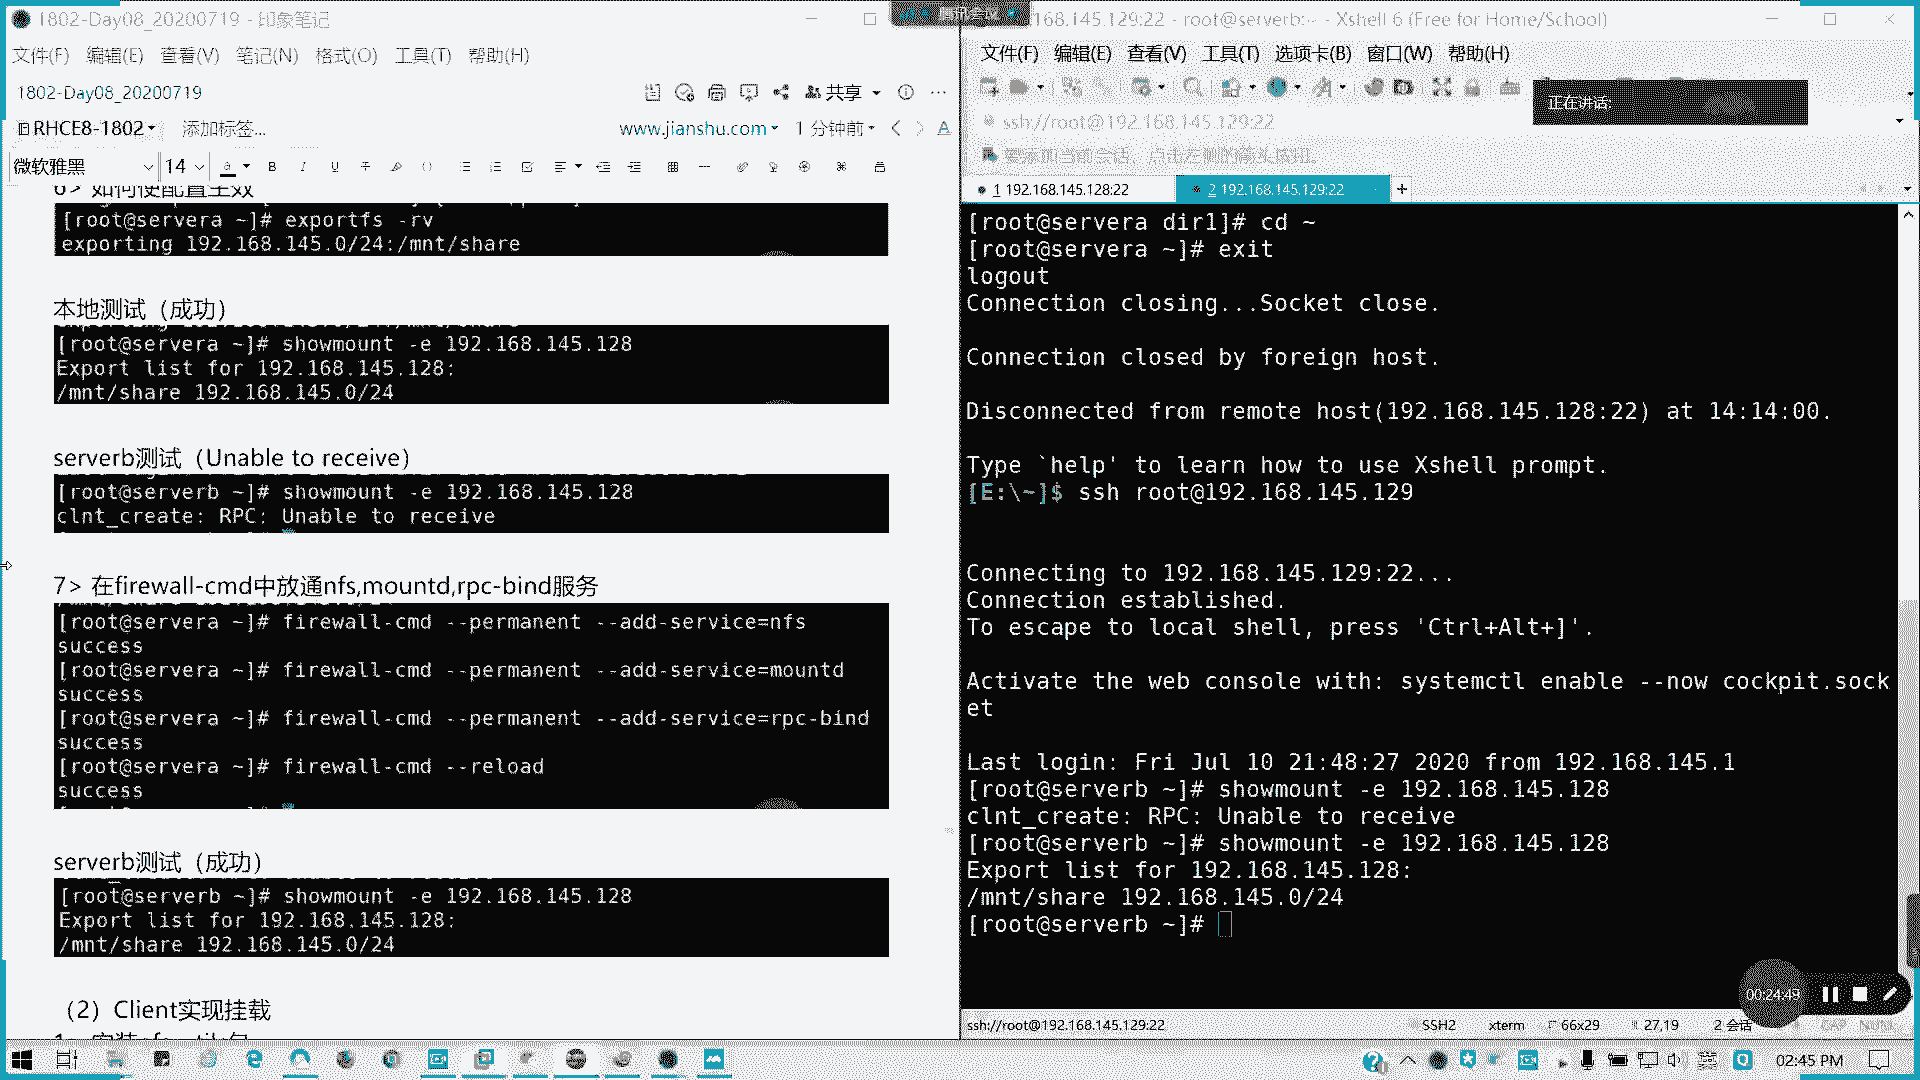 1802-Day08_20200719 - 印象笔记
文件(F) 编辑(E) 查看(V) 笔记(N) 格式(O) 工具(T) 帮助(H)
1802-Day08_20200719
共享
RHCE8-1802
添加标签...
www.jianshu.com
1 分钟前
微软雅黑
14
6> 如何使配置生效
[root@servera ~]# exportfs -rv
exporting 192.168.145.0/24:/mnt/share
本地测试（成功）
[root@servera ~]# showmount -e 192.168.145.128
Export list for 192.168.145.128:
/mnt/share 192.168.145.0/24
serverb测试（Unable to receive）
[root@serverb ~]# showmount -e 192.168.145.128
clnt_create: RPC: Unable to receive
7> 在firewall-cmd中放通nfs,mountd,rpc-bind服务
[root@servera ~]# firewall-cmd --permanent --add-service=nfs
success
[root@servera ~]# firewall-cmd --permanent --add-service=mountd
success
[root@servera ~]# firewall-cmd --permanent --add-service=rpc-bind
success
[root@servera ~]# firewall-cmd --reload
success
serverb测试（成功）
[root@serverb ~]# showmount -e 192.168.145.128
Export list for 192.168.145.128:
/mnt/share 192.168.145.0/24
（2）Client实现挂载
腾讯会议
168.145.129:22 - root@serverb:~ - Xshell 6 (Free for Home/School)
文件(F) 编辑(E) 查看(V) 工具(T) 选项卡(B) 窗口(W) 帮助(H)
正在讲话:
ssh://root@192.168.145.129:22
要添加当前会话，点击左侧的箭头按钮。
1 192.168.145.128:22
2 192.168.145.129:22
[root@servera dir1]# cd ~
[root@servera ~]# exit
logout
Connection closing...Socket close.
Connection closed by foreign host.
Disconnected from remote host(192.168.145.128:22) at 14:14:00.
Type `help' to learn how to use Xshell prompt.
[E:\~]$ ssh root@192.168.145.129
Connecting to 192.168.145.129:22...
Connection established.
To escape to local shell, press 'Ctrl+Alt+]'.
Activate the web console with: systemctl enable --now cockpit.sock
et
Last login: Fri Jul 10 21:48:27 2020 from 192.168.145.1
[root@serverb ~]# showmount -e 192.168.145.128
clnt_create: RPC: Unable to receive
[root@serverb ~]# showmount -e 192.168.145.128
Export list for 192.168.145.128:
/mnt/share 192.168.145.0/24
[root@serverb ~]#
00:24:49
ssh://root@192.168.145.129:22
SSH2
xterm
66x29
27,19
2 会话
CAP NUM
02:45 PM